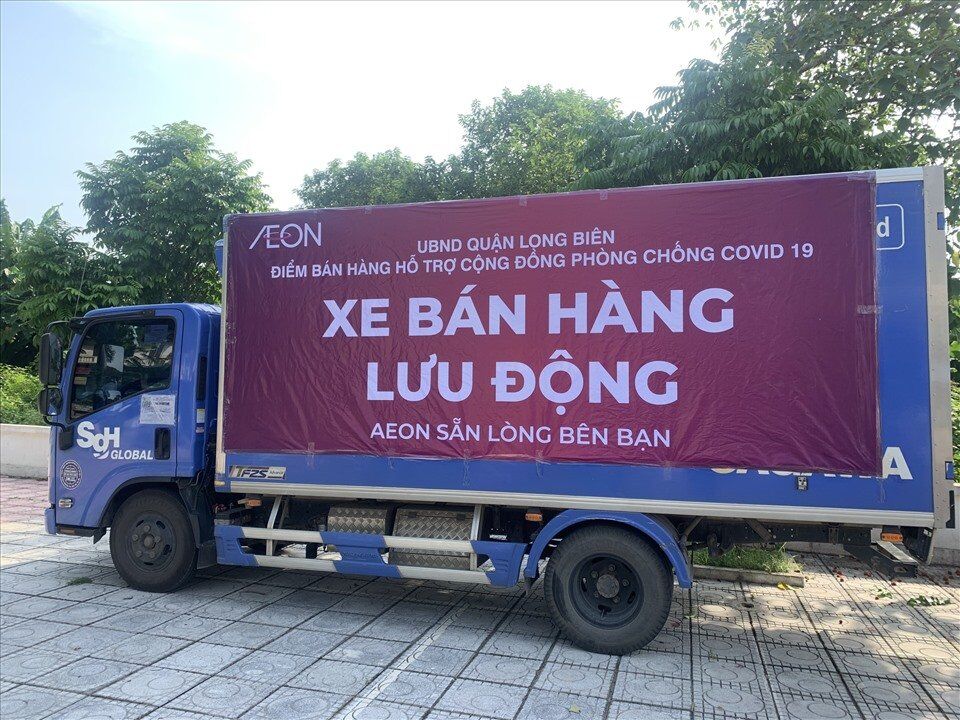 AEON
UBND QUẬN LONG BIÊN
ĐIỂM BÁN HÀNG HỖ TRỢ CỘNG ĐỒNG PHÒNG CHỐNG COVID 19
XE BÁN HÀNG
LƯU ĐỘNG
AEON SẴN LÒNG BÊN BẠN
d
SGH
GLOBAL